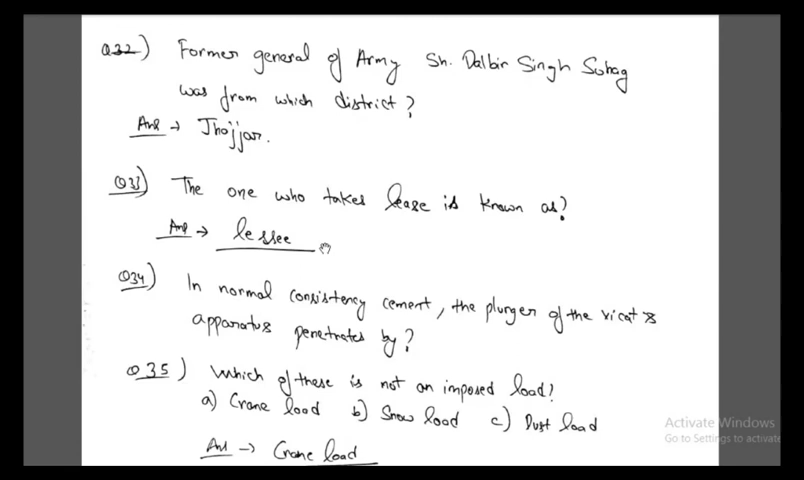 Q32) Former general of Army Sh. Dalbir Singh Suhag
was from which district?
Ans → Jhajjar.
Q33) The one who takes lease is known as?
Ans → lessee
Q34) In normal consistency cement, the plunger of the vicat's
apparatus penetrates by?
Q35) Which of these is not an imposed load?
a) Crane load b) Snow load c) Dust load
Ans → Crane load
Activate Windows
Go to Settings to activate